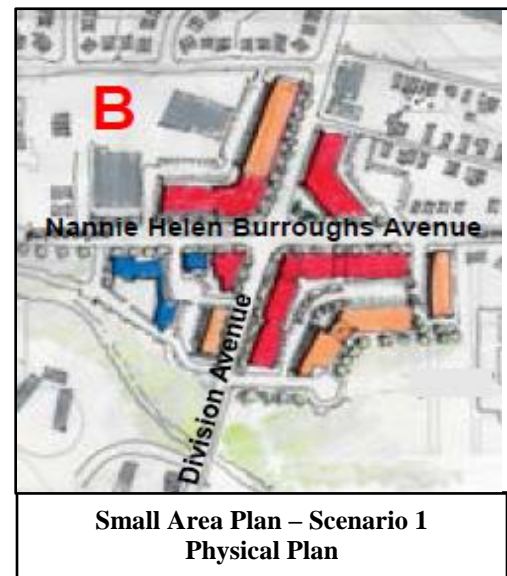 B
Nannie Helen Burroughs Avenue
Division Avenue
Small Area Plan – Scenario 1
Physical Plan